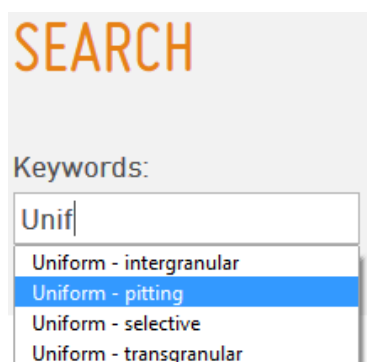 SEARCH
Keywords:
Unif
Uniform - intergranular
Uniform - pitting
Uniform - selective
Uniform - transgranular